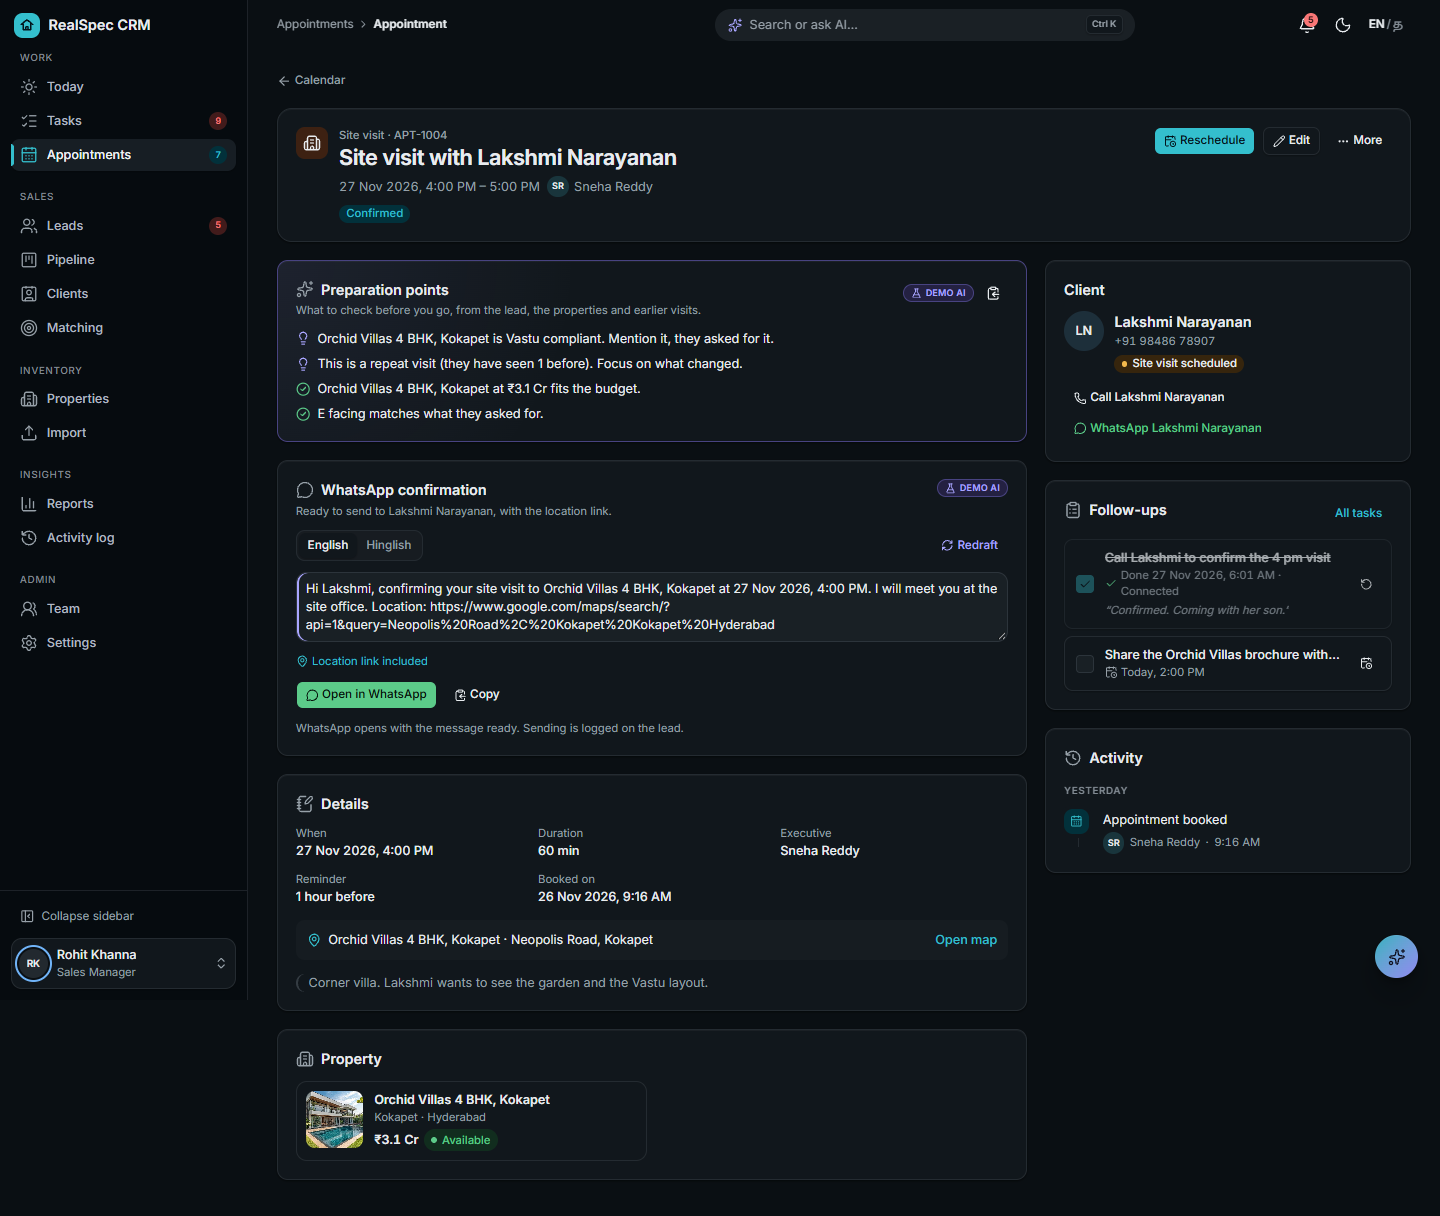 RealSpec CRM
WORK
Today
Tasks 9
Appointments 7
SALES
Leads 5
Pipeline
Clients
Matching
INVENTORY
Properties
Import
INSIGHTS
Reports
Activity log
ADMIN
Team
Settings
Collapse sidebar
RK
Rohit Khanna
Sales Manager
Appointments > Appointment
Search or ask AI... Ctrl K
5
EN / த
← Calendar
Site visit · APT-1004
Site visit with Lakshmi Narayanan
27 Nov 2026, 4:00 PM – 5:00 PM SR Sneha Reddy
Confirmed
Reschedule Edit ··· More
Preparation points
DEMO AI
What to check before you go, from the lead, the properties and earlier visits.
Orchid Villas 4 BHK, Kokapet is Vastu compliant. Mention it, they asked for it.
This is a repeat visit (they have seen 1 before). Focus on what changed.
Orchid Villas 4 BHK, Kokapet at ₹3.1 Cr fits the budget.
E facing matches what they asked for.
WhatsApp confirmation
DEMO AI
Ready to send to Lakshmi Narayanan, with the location link.
English Hinglish
Redraft
Hi Lakshmi, confirming your site visit to Orchid Villas 4 BHK, Kokapet at 27 Nov 2026, 4:00 PM. I will meet you at the
site office. Location: https://www.google.com/maps/search/?
api=1&query=Neopolis%20Road%2C%20Kokapet%20Kokapet%20Hyderabad
Location link included
Open in WhatsApp Copy
WhatsApp opens with the message ready. Sending is logged on the lead.
Details
When Duration Executive
27 Nov 2026, 4:00 PM 60 min Sneha Reddy
Reminder Booked on
1 hour before 26 Nov 2026, 9:16 AM
Orchid Villas 4 BHK, Kokapet · Neopolis Road, Kokapet Open map
Corner villa. Lakshmi wants to see the garden and the Vastu layout.
Property
Orchid Villas 4 BHK, Kokapet
Kokapet · Hyderabad
₹3.1 Cr Available
Client
LN
Lakshmi Narayanan
+91 98486 78907
Site visit scheduled
Call Lakshmi Narayanan
WhatsApp Lakshmi Narayanan
Follow-ups
All tasks
Call Lakshmi to confirm the 4 pm visit
Done 27 Nov 2026, 6:01 AM ·
Connected
“Confirmed. Coming with her son.”
Share the Orchid Villas brochure with...
Today, 2:00 PM
Activity
YESTERDAY
Appointment booked
SR Sneha Reddy · 9:16 AM